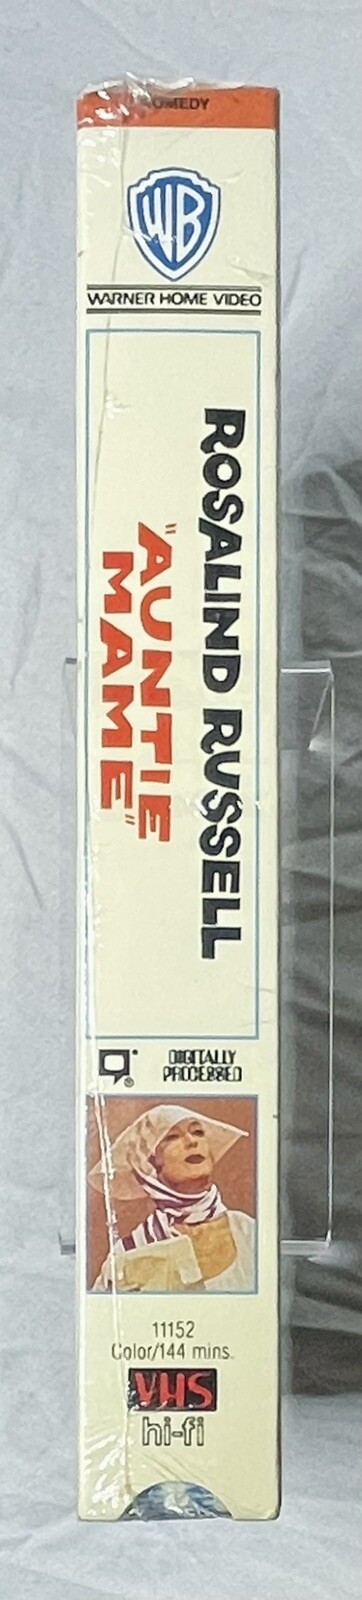 COMEDY
WB
WARNER HOME VIDEO
ROSALIND RUSSELL
"AUNTIE
MAME"
DIGITALLY
PROCESSED
11152
Color/144 mins.
VHS
hi-fi